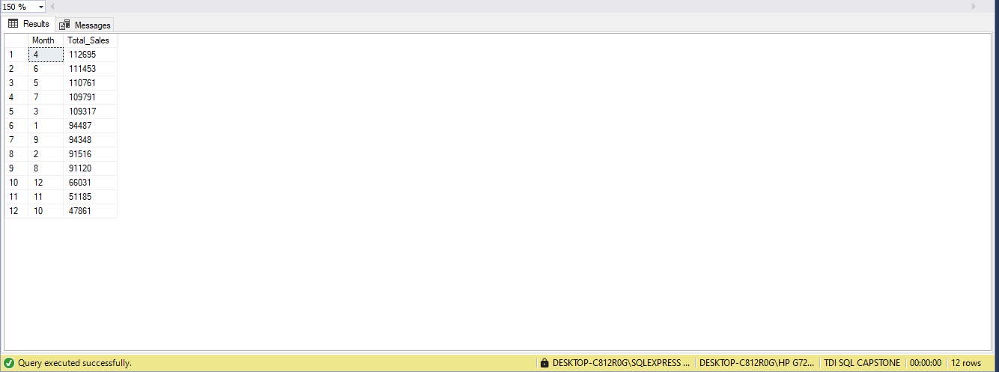 150 %
Results Messages
Month Total_Sales
1 4 112695
2 6 111453
3 5 110761
4 7 109791
5 3 109317
6 1 94487
7 9 94348
8 2 91516
9 8 91120
10 12 66031
11 11 51185
12 10 47861
Query executed successfully. DESKTOP-C812R0G\SQLEXPRESS ... DESKTOP-C812R0G\HP G72... TDI SQL CAPSTONE 00:00:00 12 rows